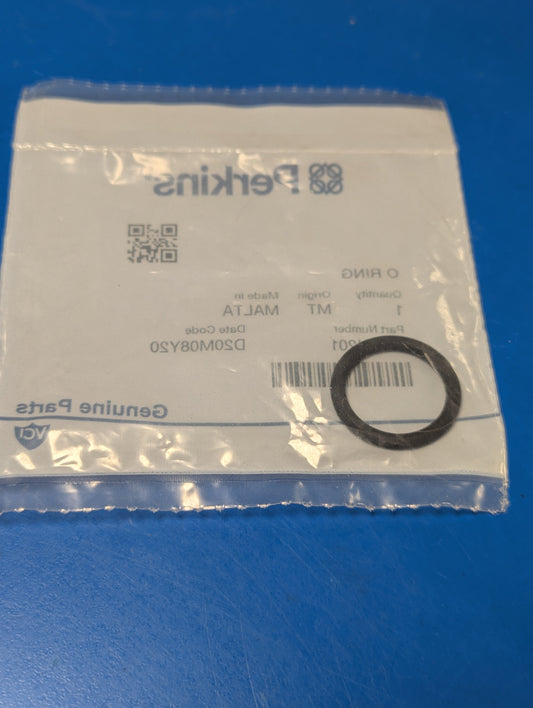 Perkins
O RING
Quantity Origin Made in
1 MT MALTA
Part Number Date Code
D20M08Y20
Genuine Parts
VCI